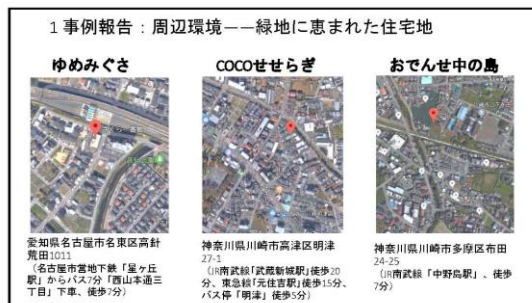 1 事例報告：周辺環境——緑地に恵まれた住宅地
ゆめみぐさ
COCOせせらぎ
おでんせ中の島
愛知県名古屋市名東区高針
荒田1011
（名古屋市営地下鉄「星ヶ丘
駅」からバス7分「西山本通三
丁目」下車、徒歩7分）
神奈川県川崎市高津区明津
27-1
（JR南武線「武蔵新城駅」徒歩20
分、東急線「元住吉駅」徒歩15分、
バス停「明津」徒歩5分）
神奈川県川崎市多摩区布田
24-25
（JR南武線「中野島駅」、徒歩
7分）